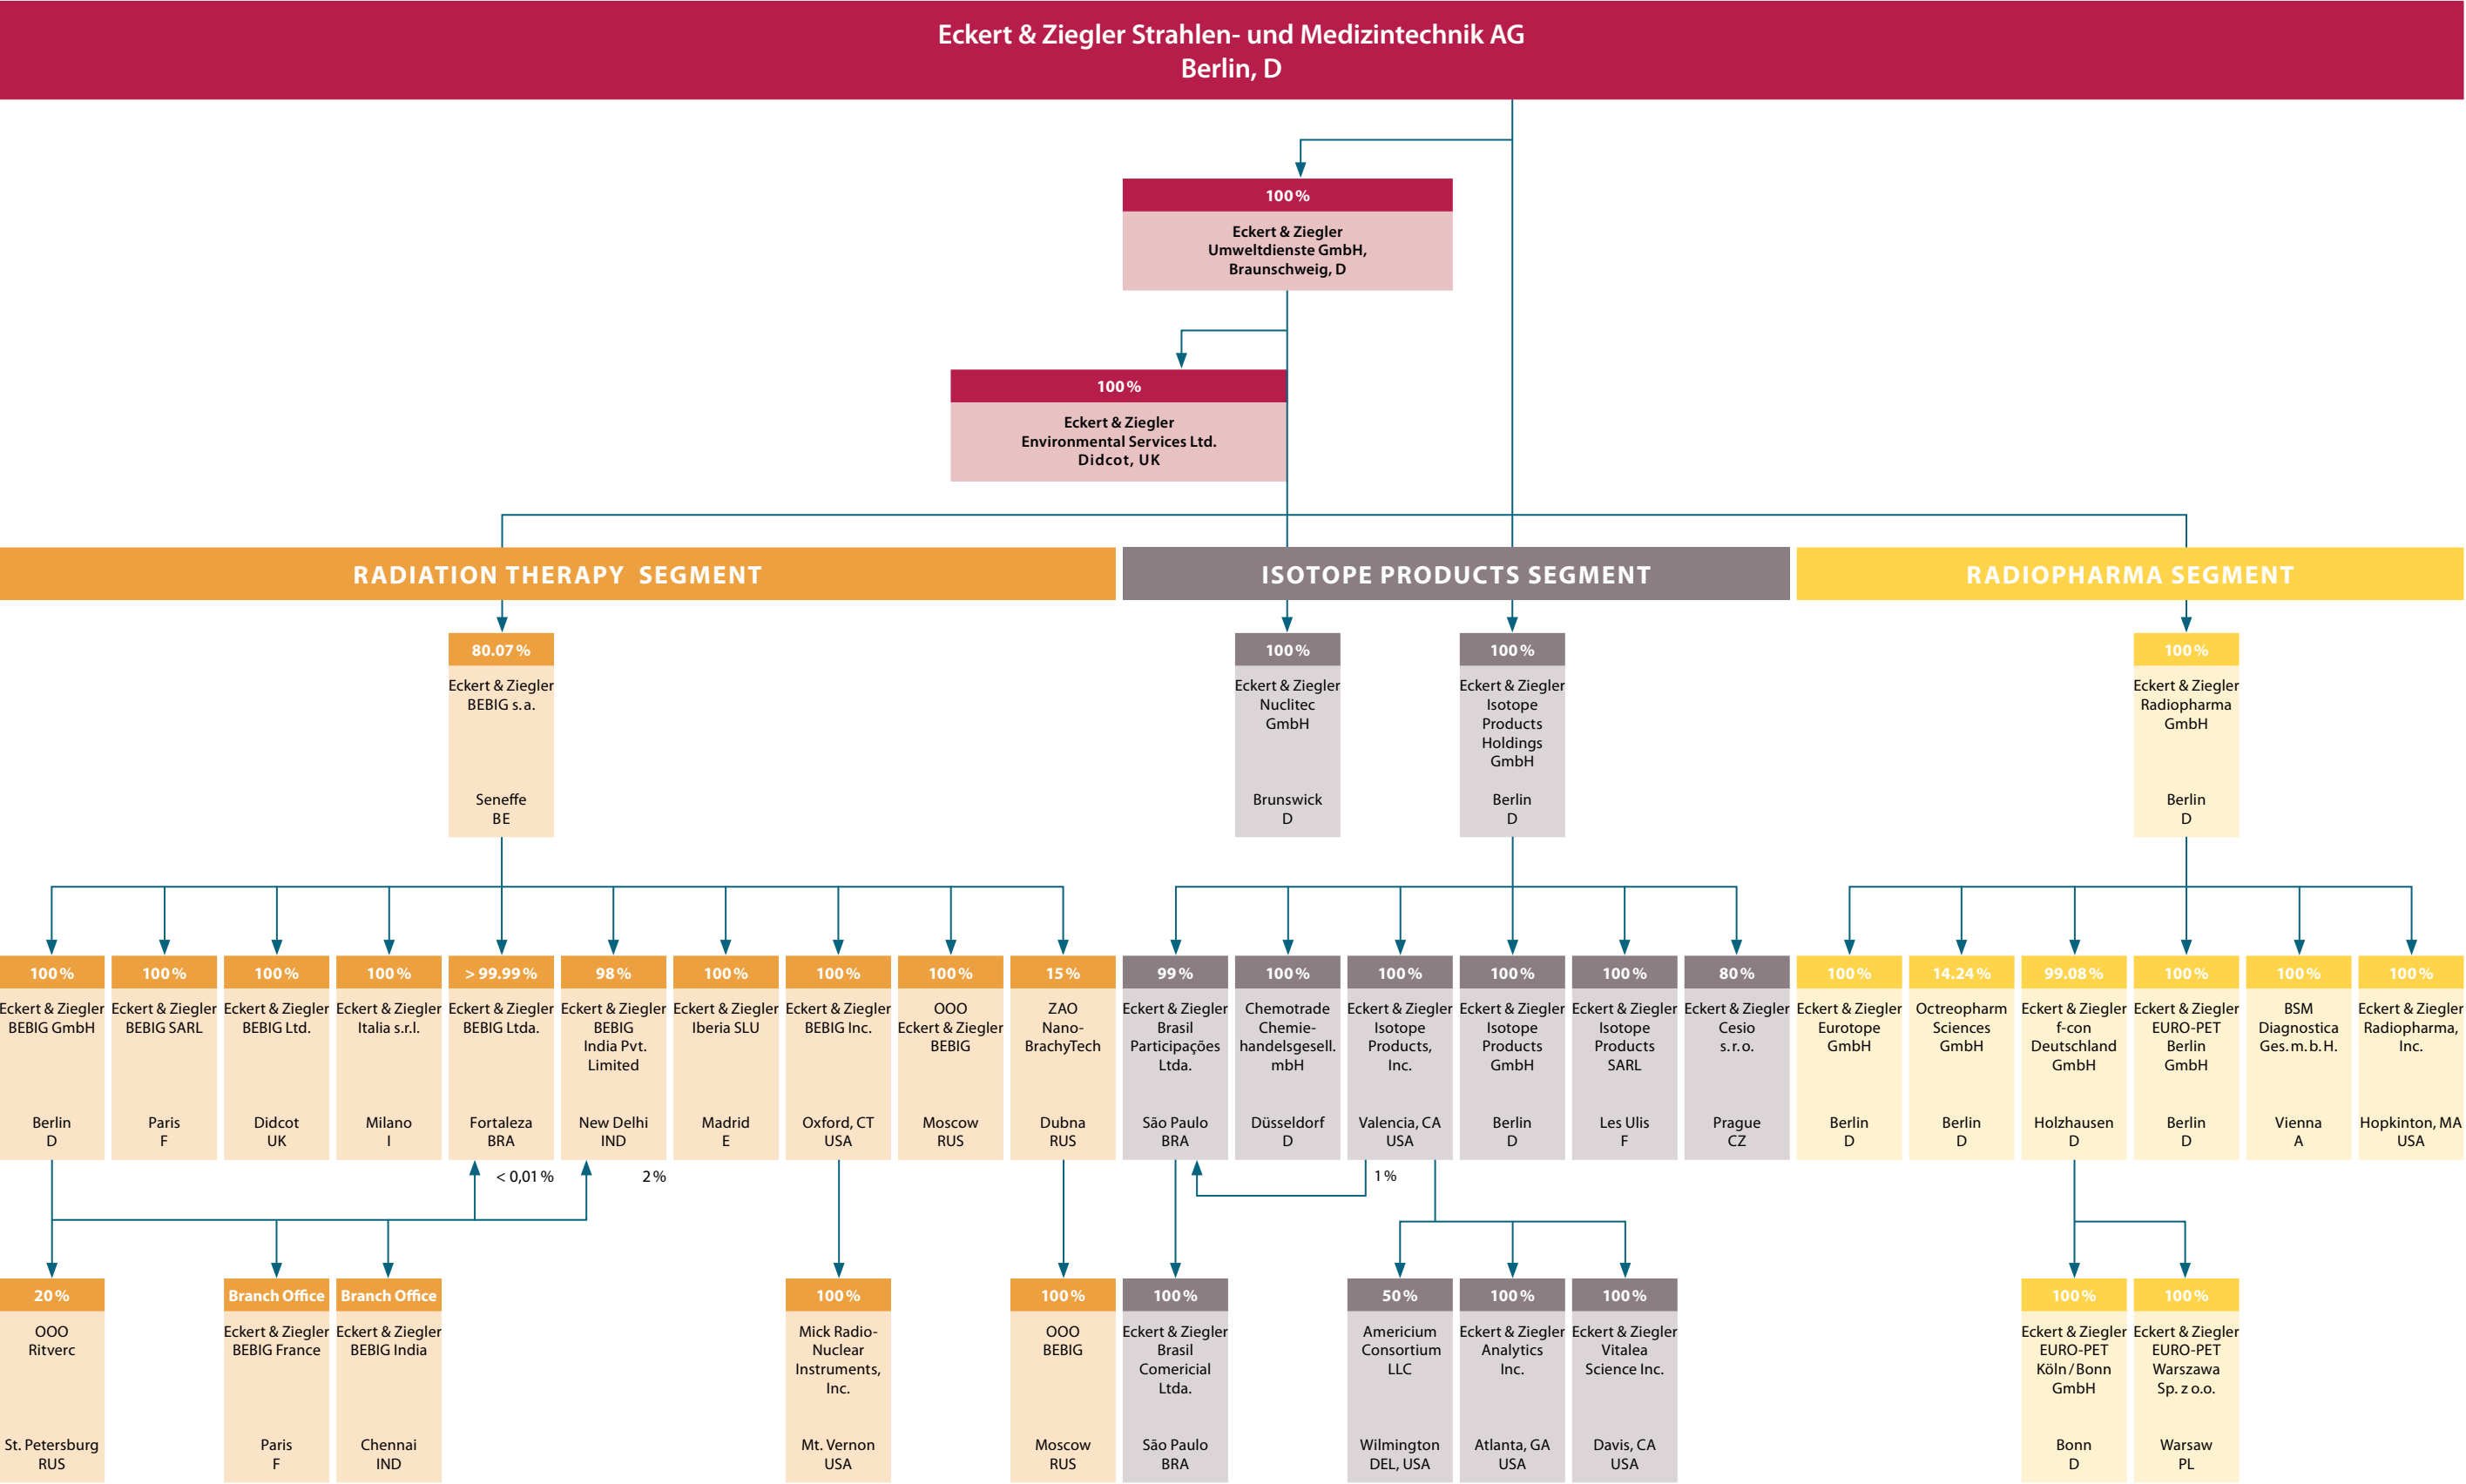 Eckert & Ziegler Strahlen- und Medizintechnik AG
Berlin, D
100 %
Eckert & Ziegler
Umweltdienste GmbH,
Braunschweig, D
100 %
Eckert & Ziegler
Environmental Services Ltd.
Didcot, UK
RADIATION THERAPY SEGMENT
ISOTOPE PRODUCTS SEGMENT
RADIOPHARMA SEGMENT
80.07 %
Eckert & Ziegler
BEBIG s. a.
Seneffe
BE
100 %
Eckert & Ziegler
Nuclitec
GmbH
Brunswick
D
100 %
Eckert & Ziegler
Isotope
Products
Holdings
GmbH
Berlin
D
100 %
Eckert & Ziegler
Radiopharma
GmbH
Berlin
D
100 %
Eckert & Ziegler
BEBIG GmbH
Berlin
D
100 %
Eckert & Ziegler
BEBIG SARL
Paris
F
100 %
Eckert & Ziegler
BEBIG Ltd.
Didcot
UK
100 %
Eckert & Ziegler
Italia s.r.l.
Milano
I
> 99.99 %
Eckert & Ziegler
BEBIG Ltda.
Fortaleza
BRA
98 %
Eckert & Ziegler
BEBIG
India Pvt.
Limited
New Delhi
IND
100 %
Eckert & Ziegler
Iberia SLU
Madrid
E
100 %
Eckert & Ziegler
BEBIG Inc.
Oxford, CT
USA
100 %
OOO
Eckert & Ziegler
BEBIG
Moscow
RUS
15 %
ZAO
Nano-
BrachyTech
Dubna
RUS
99 %
Eckert & Ziegler
Brasil
Participações
Ltda.
São Paulo
BRA
100 %
Chemotrade
Chemie-
handelsgesell.
mbH
Düsseldorf
D
100 %
Eckert & Ziegler
Isotope
Products,
Inc.
Valencia, CA
USA
100 %
Eckert & Ziegler
Isotope
Products
GmbH
Berlin
D
100 %
Eckert & Ziegler
Isotope
Products
SARL
Les Ulis
F
80 %
Eckert & Ziegler
Cesio
s. r. o.
Prague
CZ
100 %
Eckert & Ziegler
Eurotope
GmbH
Berlin
D
14.24 %
Octreopharm
Sciences
GmbH
Berlin
D
99.08 %
Eckert & Ziegler
f-con
Deutschland
GmbH
Holzhausen
D
100 %
Eckert & Ziegler
EURO-PET
Berlin
GmbH
Berlin
D
100 %
BSM
Diagnostica
Ges. m. b. H.
Vienna
A
100 %
Eckert & Ziegler
Radiopharma,
Inc.
Hopkinton, MA
USA
< 0,01 %
2 %
1 %
20 %
OOO
Ritverc
St. Petersburg
RUS
Branch Office
Eckert & Ziegler
BEBIG France
Paris
F
Branch Office
Eckert & Ziegler
BEBIG India
Chennai
IND
100 %
Mick Radio-
Nuclear
Instruments,
Inc.
Mt. Vernon
USA
100 %
OOO
BEBIG
Moscow
RUS
100 %
Eckert & Ziegler
Brasil
Comericial
Ltda.
São Paulo
BRA
50 %
Americium
Consortium
LLC
Wilmington
DEL, USA
100 %
Eckert & Ziegler
Analytics
Inc.
Atlanta, GA
USA
100 %
Eckert & Ziegler
Vitalea
Science Inc.
Davis, CA
USA
100 %
Eckert & Ziegler
EURO-PET
Köln / Bonn
GmbH
Bonn
D
100 %
Eckert & Ziegler
EURO-PET
Warszawa
Sp. z o.o.
Warsaw
PL